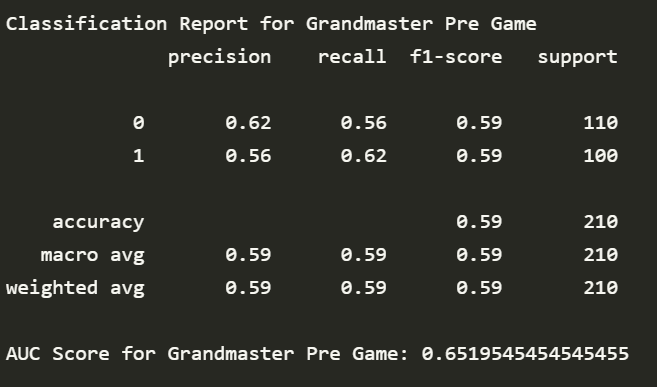 Classification Report for Grandmaster Pre Game
precision recall f1-score support
0 0.62 0.56 0.59 110
1 0.56 0.62 0.59 100
accuracy 0.59 210
macro avg 0.59 0.59 0.59 210
weighted avg 0.59 0.59 0.59 210
AUC Score for Grandmaster Pre Game: 0.6519545454545455